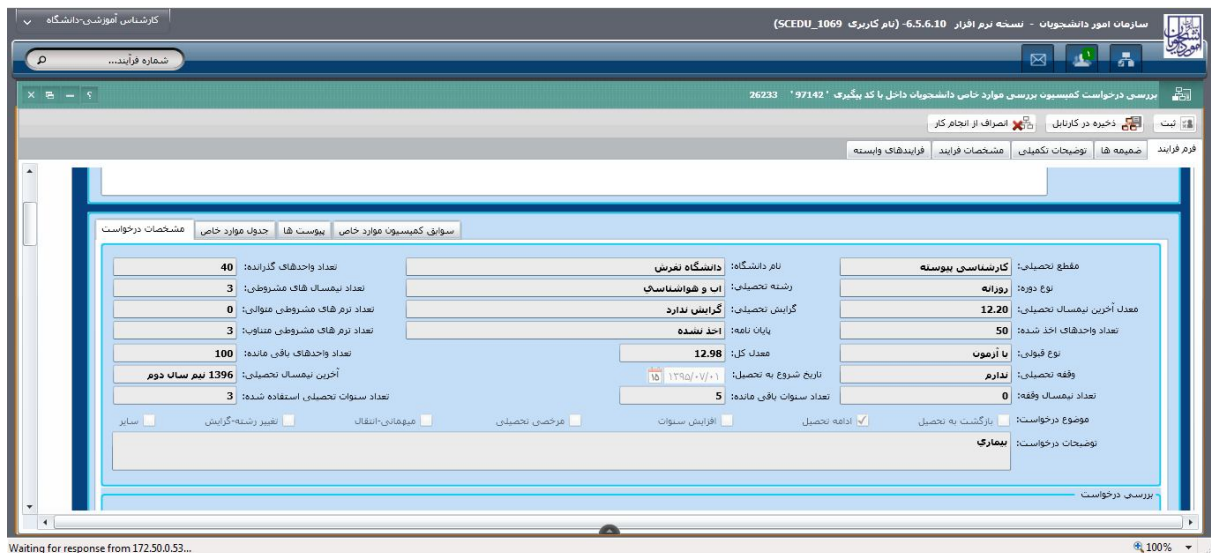 سازمان امور دانشجویان - نسخه نرم افزار 6.5.6.10- (نام کاربری SCEDU_1069)
کارشناس آموزشی-دانشگاه
امور دانشجویان
1
شماره فرآیند...
بررسی درخواست کمیسیون بررسی موارد خاص دانشجویان داخل با کد پیگیری ' 97142 ' 26233
؟ – ×
ثبت ذخیره در کارتابل انصراف از انجام کار
فرم فرایند ضمیمه ها توضیحات تکمیلی مشخصات فرایند فرایندهای وابسته
سوابق کمیسیون موارد خاص پیوست ها جدول موارد خاص مشخصات درخواست
مقطع تحصیلی: کارشناسی پیوسته نام دانشگاه: دانشگاه تفرش تعداد واحدهای گذرانده: 40
نوع دوره: روزانه رشته تحصیلی: اب و هواشناسي تعداد نیمسال های مشروطی: 3
معدل آخرین نیمسال تحصیلی: 12.20 گرایش تحصیلی: گرایش ندارد تعداد ترم های مشروطی متوالی: 0
تعداد واحدهای اخذ شده: 50 پایان نامه: اخذ نشده تعداد ترم های مشروطی متناوب: 3
نوع قبولی: با آزمون معدل کل: 12.98 تعداد واحدهای باقی مانده: 100
وقفه تحصیلی: ندارم تاریخ شروع به تحصیل: ۱۳۹۵/۰۷/۰۱ ۱۵ آخرین نیمسال تحصیلی: 1396 نیم سال دوم
تعداد نیمسال وقفه: 0 تعداد سنوات باقی مانده: 5 تعداد سنوات تحصیلی استفاده شده: 3
موضوع درخواست: بازگشت به تحصیل ادامه تحصیل افزایش سنوات مرخصی تحصیلی میهمانی-انتقال تغییر رشته-گرایش سایر
توضیحات درخواست: بیماري
بررسی درخواست
Waiting for response from 172.50.0.53... 100%